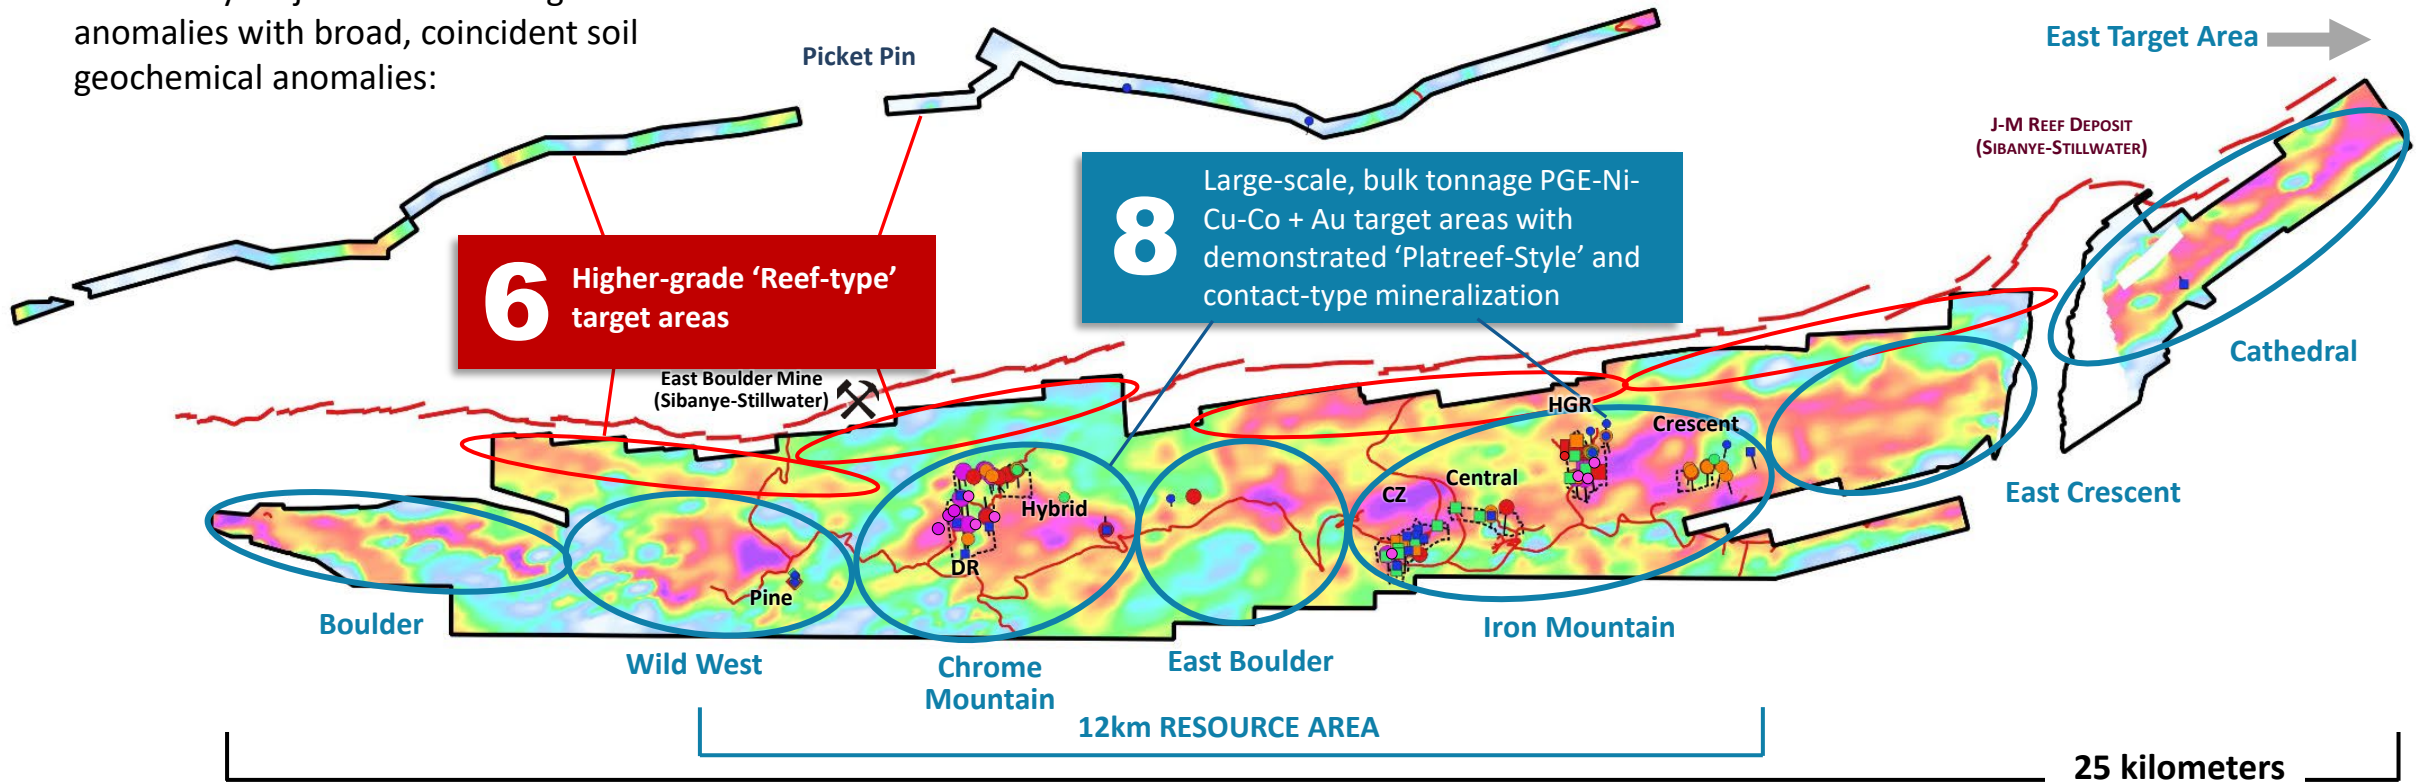 anomalies with broad, coincident soil
geochemical anomalies:
Picket Pin
East Target Area
J-M REEF DEPOSIT
(SIBANYE-STILLWATER)
6
Higher-grade ‘Reef-type’
target areas
8
Large-scale, bulk tonnage PGE-Ni-
Cu-Co + Au target areas with
demonstrated ‘Platreef-Style’ and
contact-type mineralization
East Boulder Mine
(Sibanye-Stillwater)
Cathedral
HGR
Crescent
Central
CZ
Hybrid
DR
Pine
East Crescent
Boulder
Wild West
Chrome
Mountain
East Boulder
Iron Mountain
12km RESOURCE AREA
25 kilometers